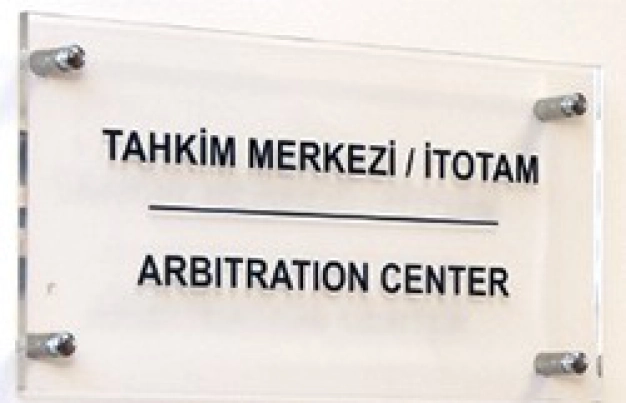 TAHKİM MERKEZİ / İTOTAM
ARBITRATION CENTER